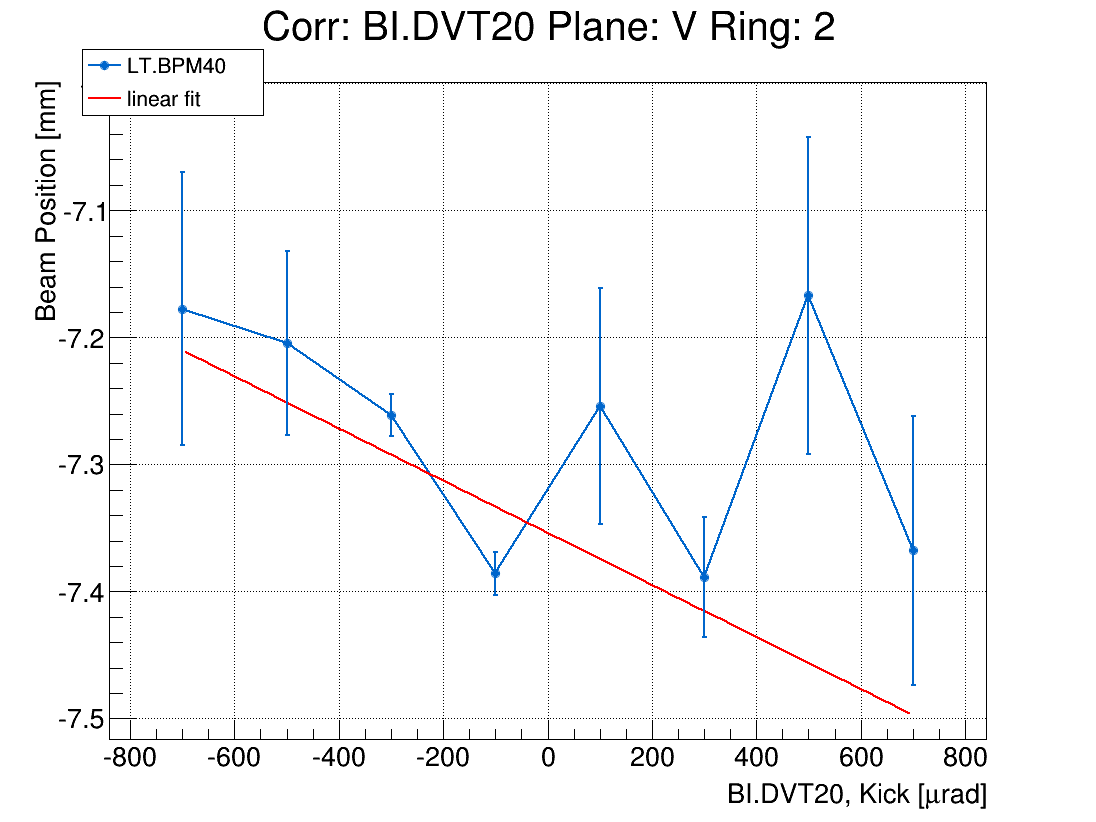 Corr: BI.DVT20 Plane: V Ring: 2
LT.BPM40
linear fit
Beam Position [mm]
-7.1
-7.2
-7.3
-7.4
-7.5
-800 -600 -400 -200 0 200 400 600 800
BI.DVT20, Kick [μrad]